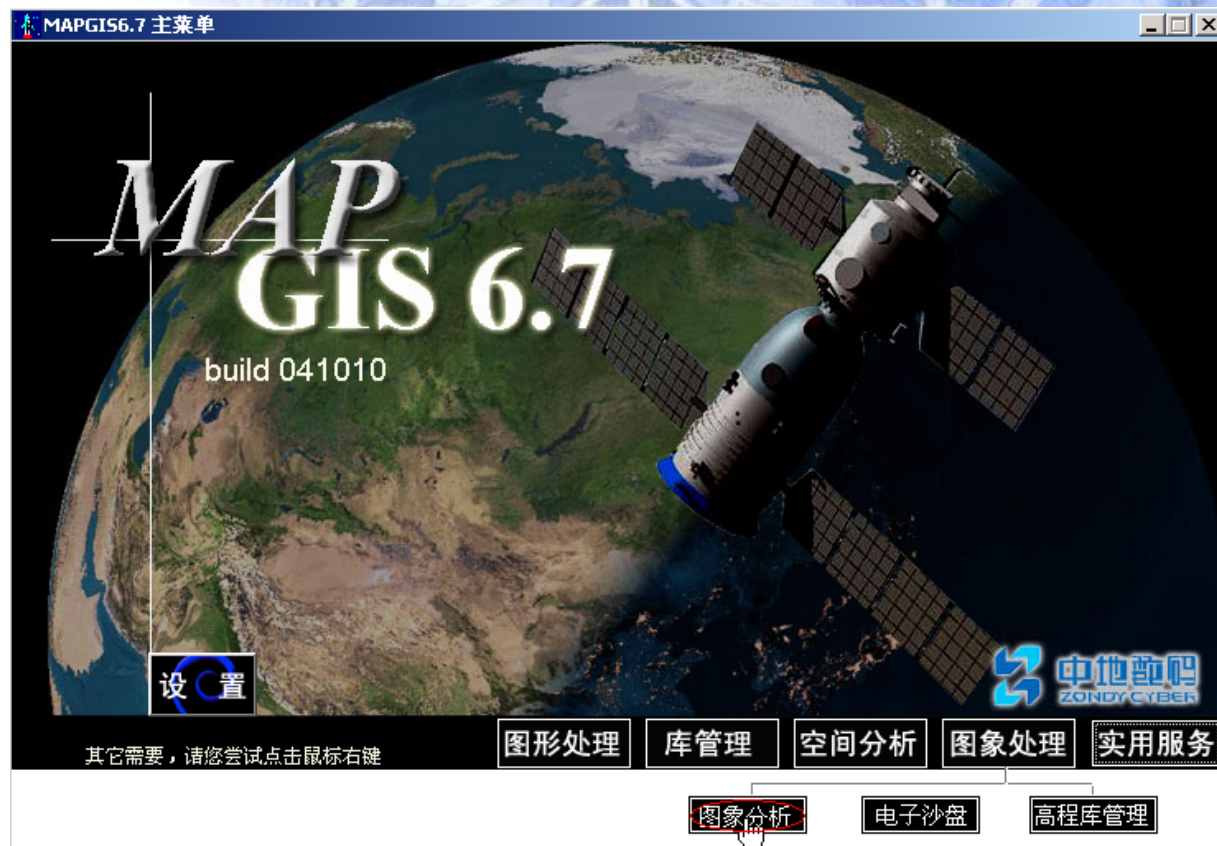 MAPGIS6.7 主菜单
MAP
GIS 6.7
build 041010
设置
中地数码
ZONDY CYBER
其它需要，请您尝试点击鼠标右键
图形处理 库管理 空间分析 图象处理 实用服务
图象分析 电子沙盘 高程库管理